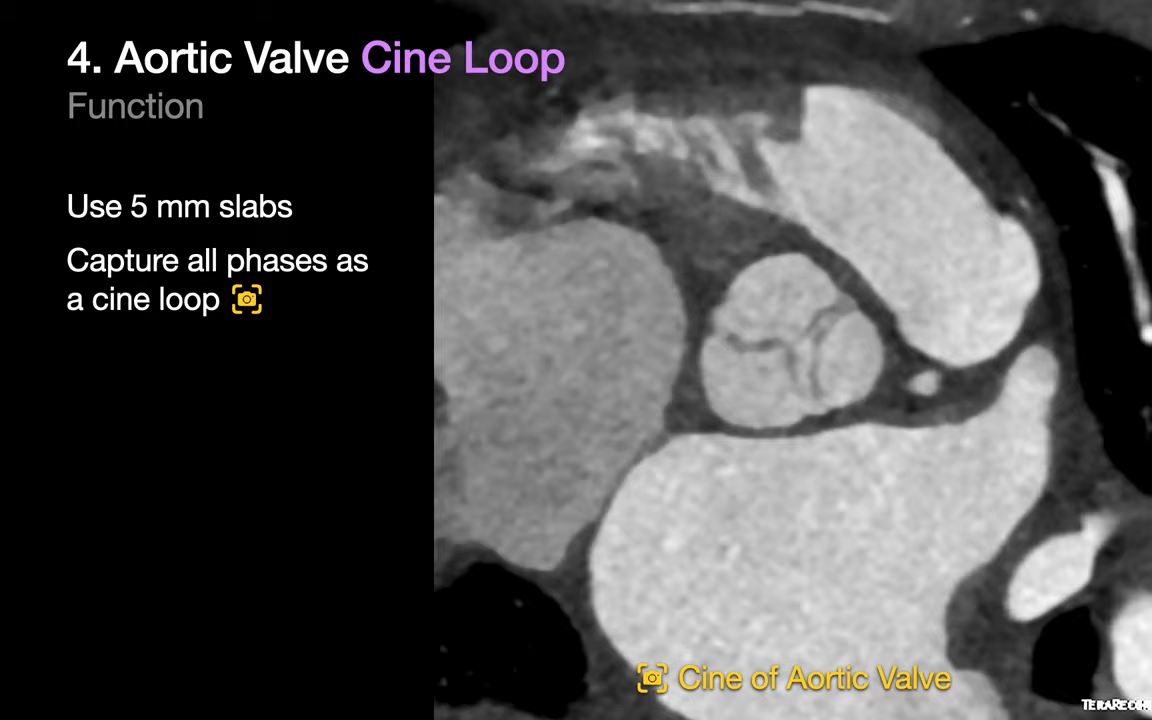 4. Aortic Valve Cine Loop
Function
Use 5 mm slabs
Capture all phases as
a cine loop
Cine of Aortic Valve
TERARECON